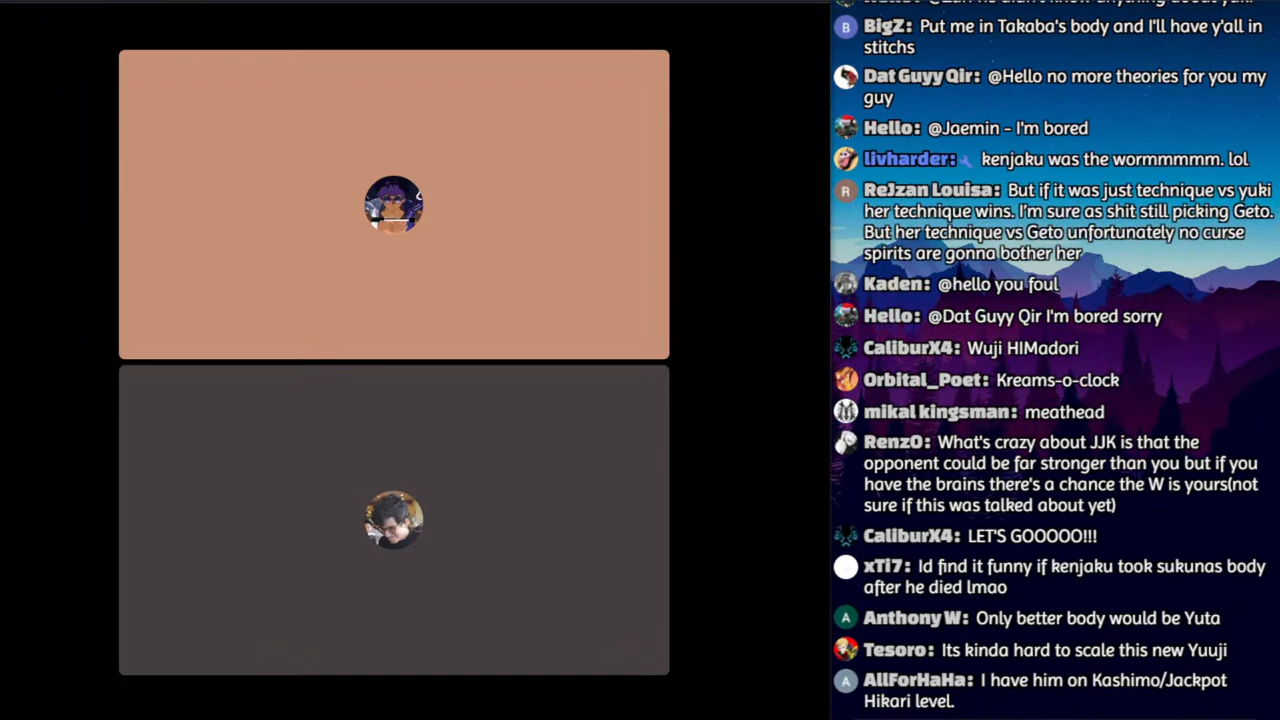 BigZ: Put me in Takaba's body and I'll have y'all in
stitchs
Dat Guyy Qir: @Hello no more theories for you my
guy
Hello: @Jaemin - I'm bored
livharder: kenjaku was the wormmmmm. lol
ReJzan Louisa: But if it was just technique vs yuki
her technique wins. I'm sure as shit still picking Geto.
But her technique vs Geto unfortunately no curse
spirits are gonna bother her
Kaden: @hello you foul
Hello: @Dat Guyy Qir I'm bored sorry
CaliburX4: Wuji HIMadori
Orbital_Poet: Kreams-o-clock
mikal kingsman: meathead
RenzO: What's crazy about JJK is that the
opponent could be far stronger than you but if you
have the brains there's a chance the W is yours(not
sure if this was talked about yet)
CaliburX4: LET'S GOOOOO!!!
xTi7: Id find it funny if kenjaku took sukunas body
after he died lmao
Anthony W: Only better body would be Yuta
Tesoro: Its kinda hard to scale this new Yuuji
AllForHaHa: I have him on Kashimo/Jackpot
Hikari level.